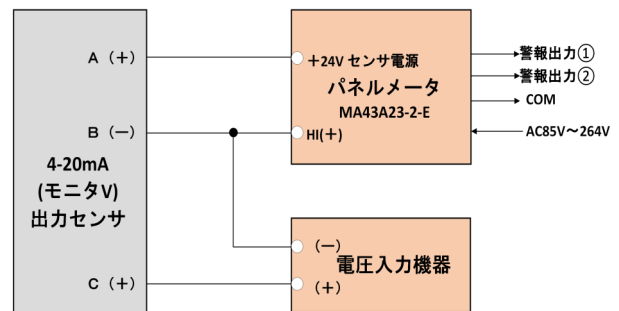 A（+）
B（−）
4-20mA
(モニタV)
出力センサ
C（+）
+24V センサ電源
パネルメータ
MA43A23-2-E
HI(+)
警報出力①
警報出力②
COM
AC85V～264V
（−）
電圧入力機器
（+）